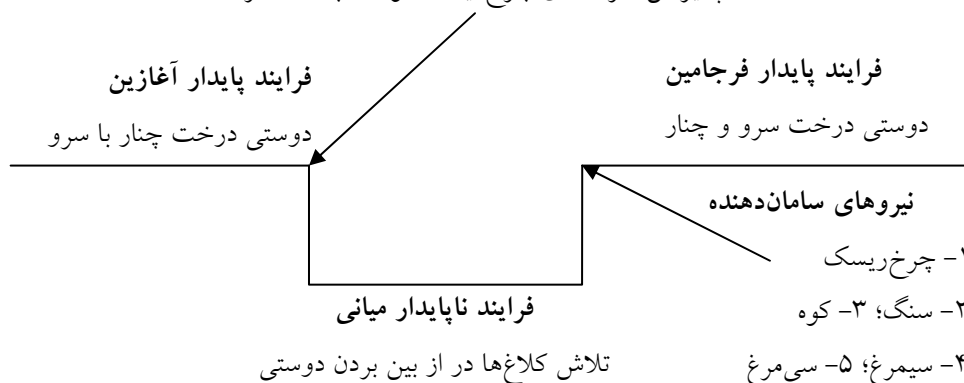 فرایند پایدار آغازین
فرایند پایدار فرجامین
دوستی درخت چنار با سرو
دوستی درخت سرو و چنار
نیروهای سامان‌دهنده
۱- چرخ‌ریسک
۲- سنگ؛ ۳- کوه
۴- سیمرغ؛ ۵- سی‌مرغ
فرایند ناپایدار میانی
تلاش کلاغ‌ها در از بین بردن دوستی